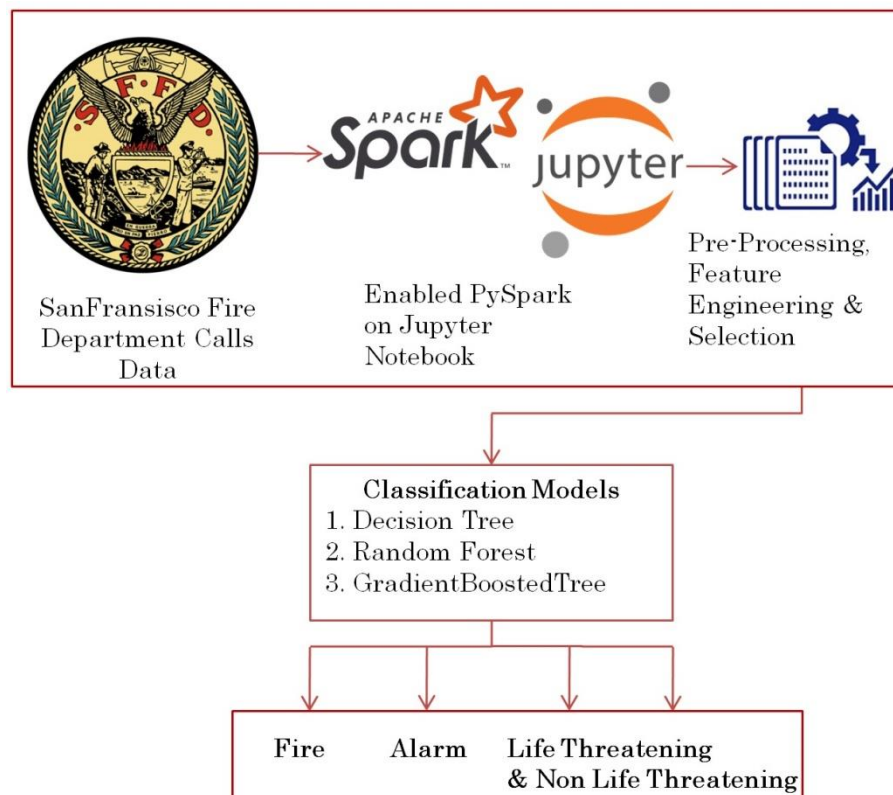 S.F.F.D.
APACHE
Spark™
jupyter
SanFransisco Fire
Department Calls
Data
Enabled PySpark
on Jupyter
Notebook
Pre-Processing,
Feature
Engineering &
Selection
Classification Models
1. Decision Tree
2. Random Forest
3. GradientBoostedTree
Fire
Alarm
Life Threatening
& Non Life Threatening